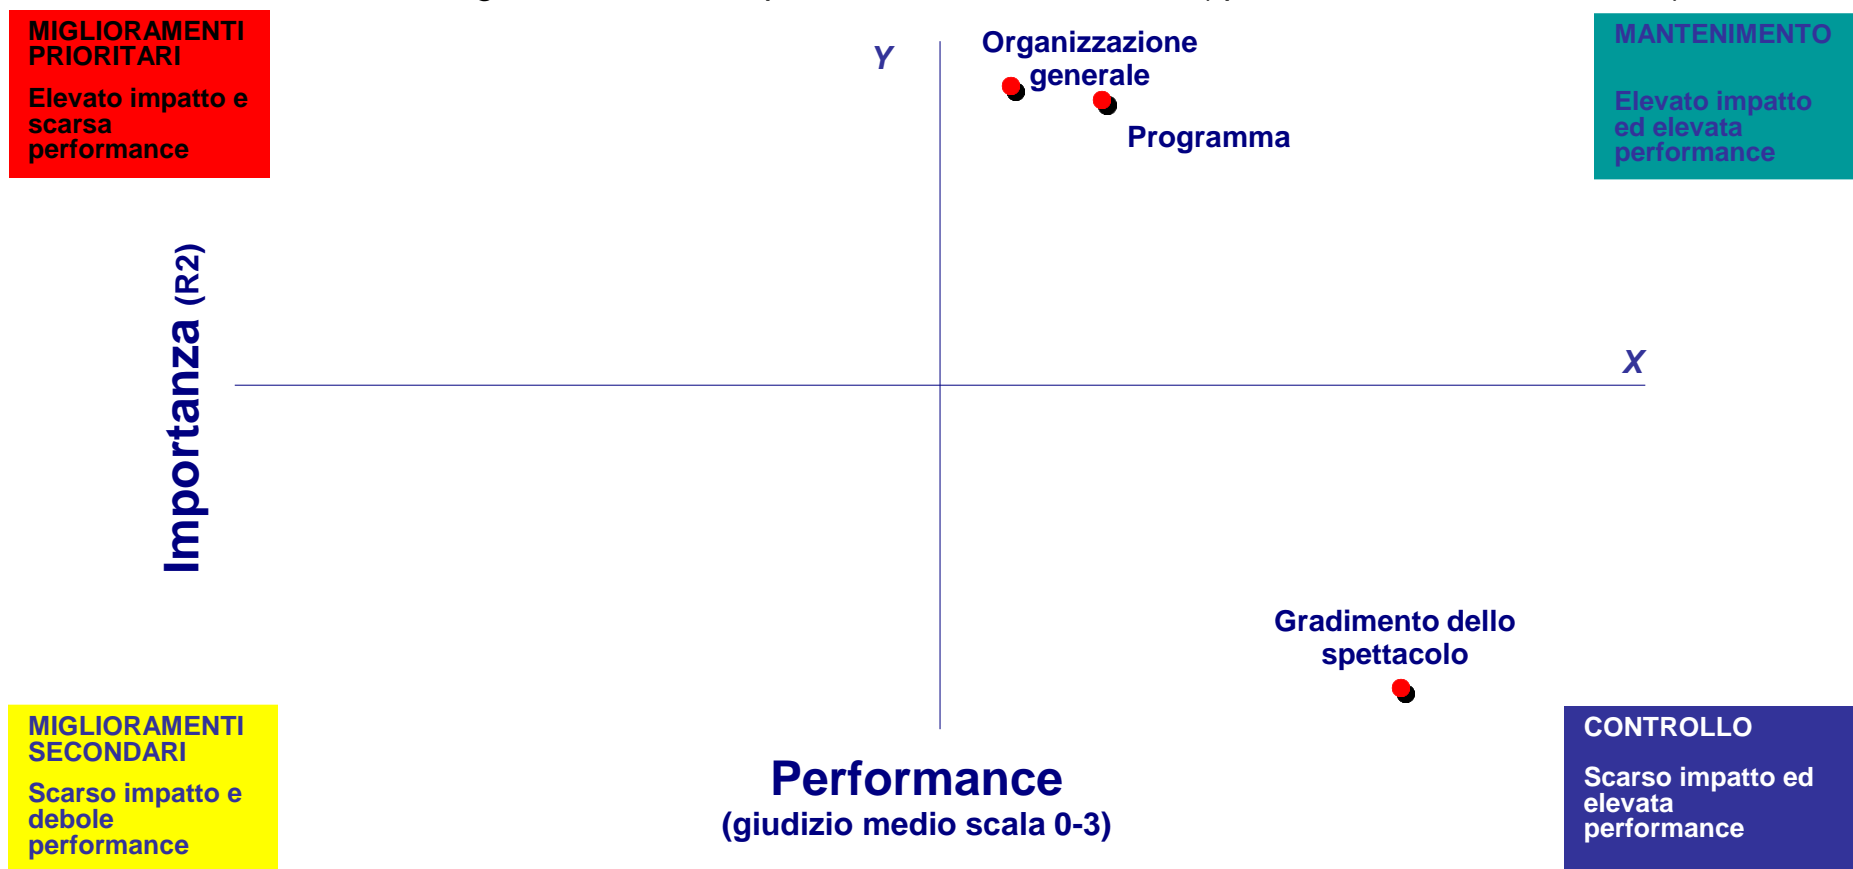 MIGLIORAMENTI
PRIORITARI
Elevato impatto e
scarsa
performance
Y
Organizzazione
generale
Programma
MANTENIMENTO
Elevato impatto
ed elevata
performance
Importanza (R2)
X
Gradimento dello
spettacolo
MIGLIORAMENTI
SECONDARI
Scarso impatto e
debole
performance
Performance
(giudizio medio scala 0-3)
CONTROLLO
Scarso impatto ed
elevata
performance